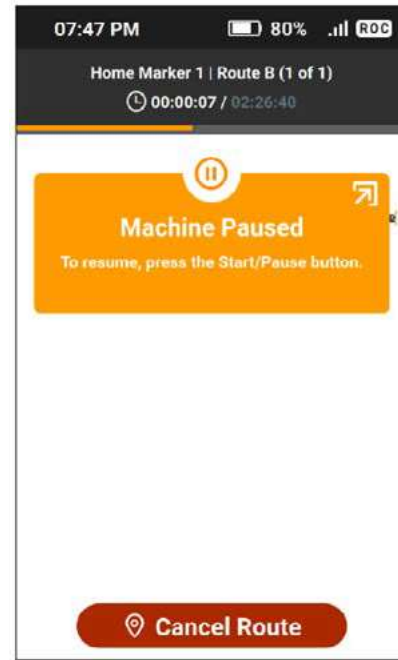 07:47 PM 80% ROC
Home Marker 1 | Route B (1 of 1)
00:00:07 / 02:26:40
Machine Paused
To resume, press the Start/Pause button.
Cancel Route